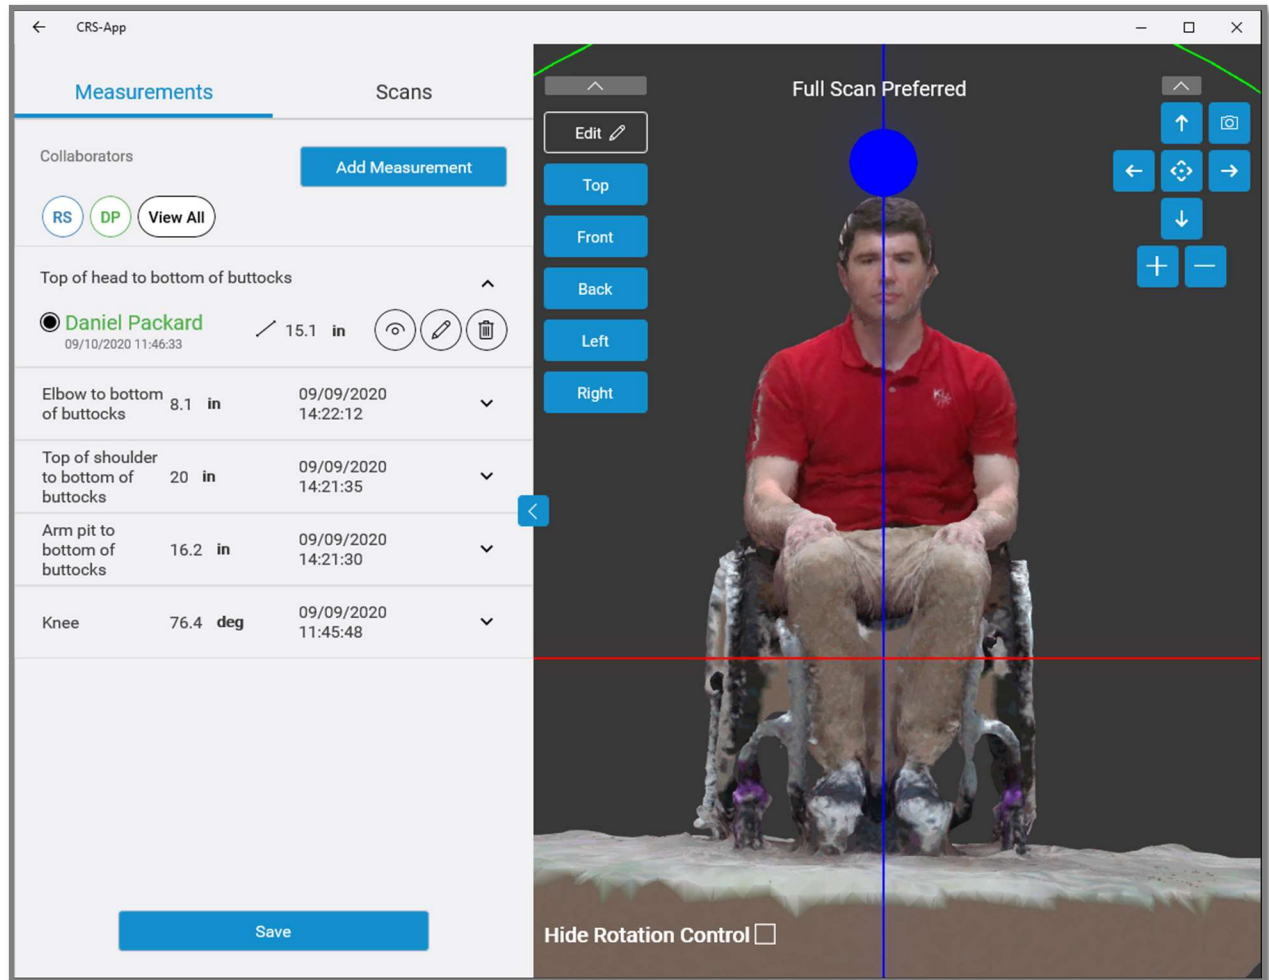 CRS-App
Measurements
Scans
Collaborators
Add Measurement
RS
DP
View All
Top of head to bottom of buttocks
Daniel Packard
15.1 in
09/10/2020 11:46:33
Elbow to bottom
of buttocks
8.1 in
09/09/2020
14:22:12
Top of shoulder
to bottom of
buttocks
20 in
09/09/2020
14:21:35
Arm pit to
bottom of
buttocks
16.2 in
09/09/2020
14:21:30
Knee
76.4 deg
09/09/2020
11:45:48
Save
Full Scan Preferred
Edit
Top
Front
Back
Left
Right
Hide Rotation Control